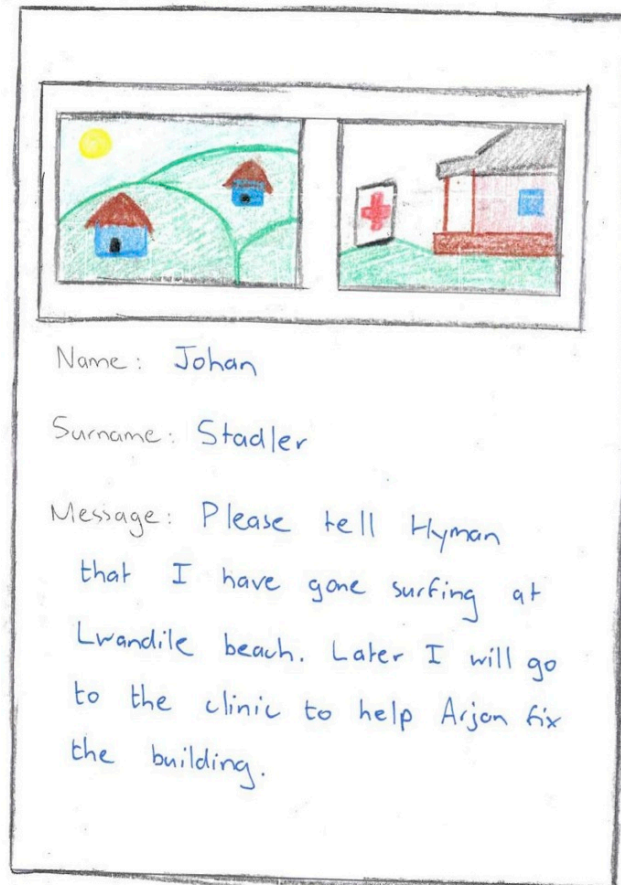 Name: Johan
Surname: Stadler
Message: Please tell Hyman
that I have gone surfing at
Lwandile beach. Later I will go
to the clinic to help Arjan fix
the building.